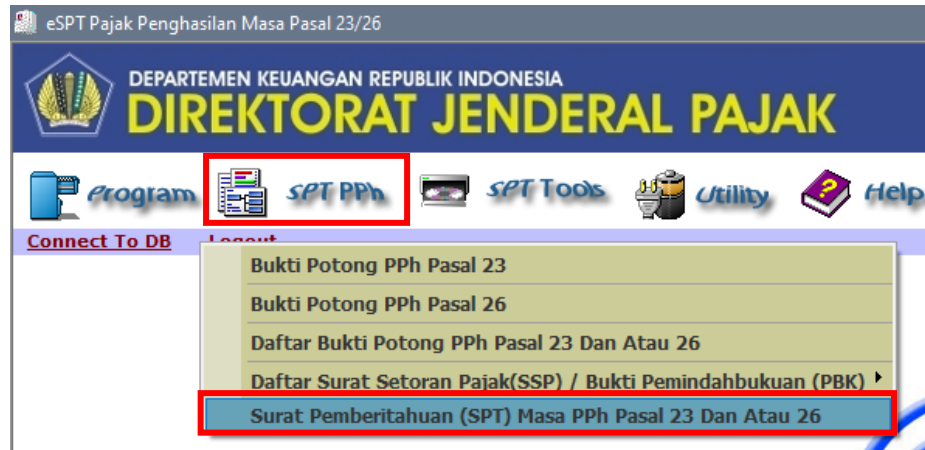 eSPT Pajak Penghasilan Masa Pasal 23/26
DEPARTEMEN KEUANGAN REPUBLIK INDONESIA
DIREKTORAT JENDERAL PAJAK
Program SPT PPh SPT Tools Utility Help
Connect To DB Logout
Bukti Potong PPh Pasal 23
Bukti Potong PPh Pasal 26
Daftar Bukti Potong PPh Pasal 23 Dan Atau 26
Daftar Surat Setoran Pajak(SSP) / Bukti Pemindahbukuan (PBK)
Surat Pemberitahuan (SPT) Masa PPh Pasal 23 Dan Atau 26